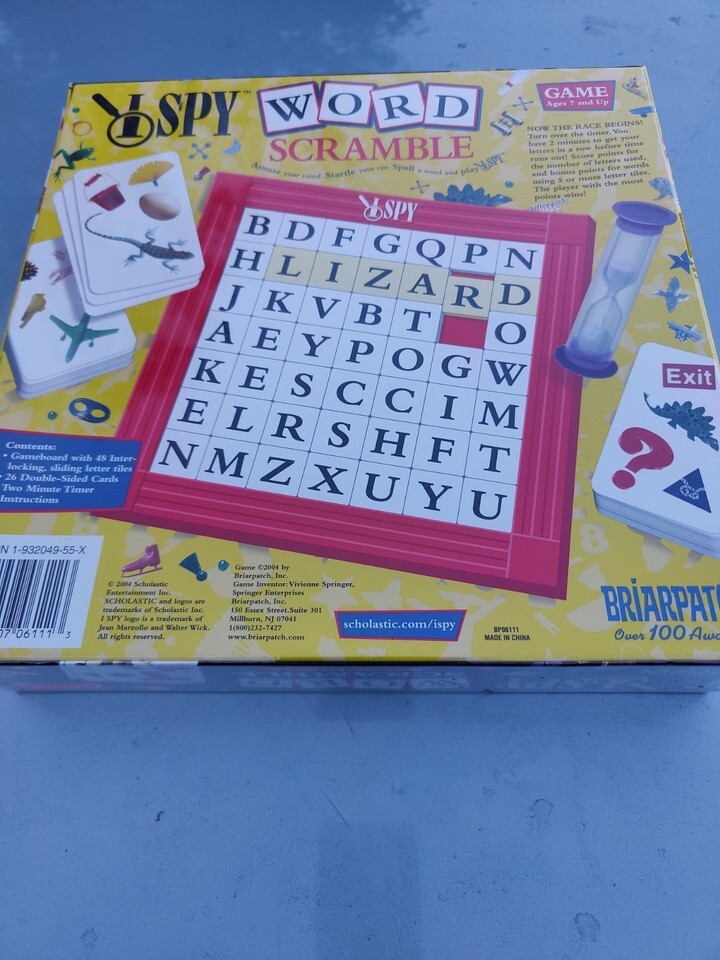 I SPY™ WORD
SCRAMBLE
Amuse your mind. Startle your eye. Spell a word and play I SPY.
GAME
Ages 7 and Up
NOW THE RACE BEGINS!
Turn over the timer. You
have 2 minutes to get your
letters in a row before time
runs out! Score points for
the number of letters used,
and bonus points for words
using 5 or more letter tiles.
The player with the most
points wins!
I SPY
B D F G Q P N
H L I Z A R D
J K V B T O
A E Y P O G W
K E S C C I M
E L R S H F T
N M Z X U Y U
Exit
?
Contents:
• Gameboard with 48 Inter-
locking, sliding letter tiles
• 26 Double-Sided Cards
Two Minute Timer
Instructions
N 1-932049-55-X
07 06111 3
© 2004 Scholastic
Entertainment Inc.
SCHOLASTIC and logos are
trademarks of Scholastic Inc.
I SPY logo is a trademark of
Jean Marzollo and Walter Wick.
All rights reserved.
Game ©2004 by
Briarpatch, Inc.
Game Inventor: Vivienne Springer,
Springer Enterprises
Briarpatch, Inc.
150 Essex Street, Suite 301
Millburn, NJ 07041
1(800)232-7427
www.briarpatch.com
scholastic.com/ispy
BP06111
MADE IN CHINA
8
BRIARPAT
Over 100 Awa